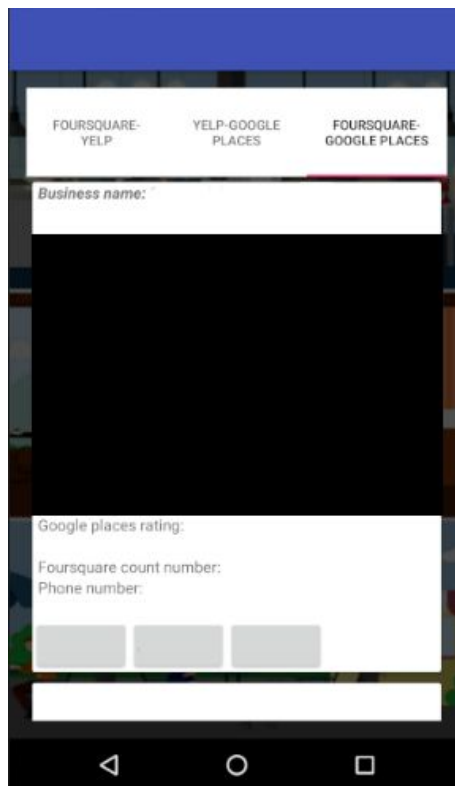 FOURSQUARE-
YELP
YELP-GOOGLE
PLACES
FOURSQUARE-
GOOGLE PLACES
Business name:
Google places rating:
Foursquare count number:
Phone number: